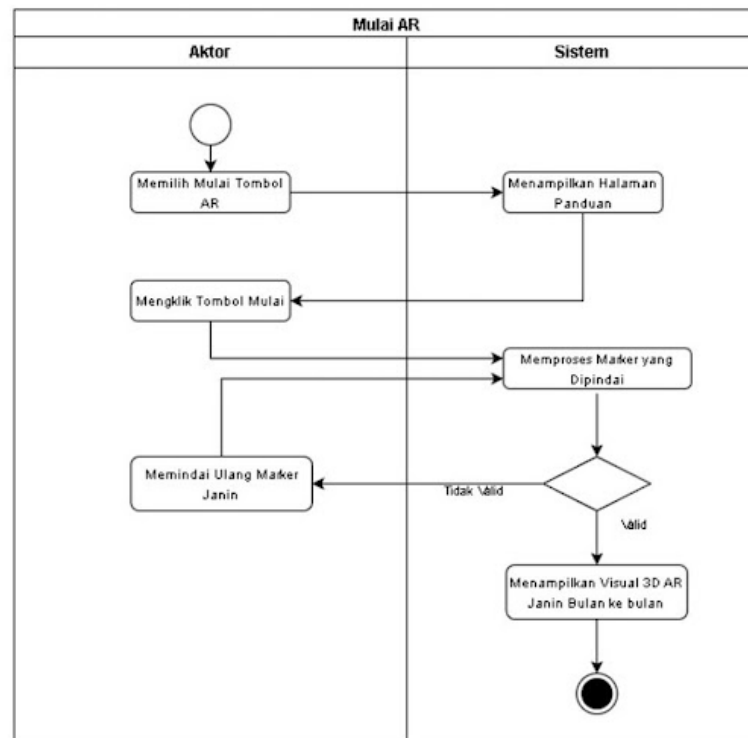 Mulai AR
Aktor
Sistem
Memilih Mulai Tombol
AR
Menampilkan Halaman
Panduan
Mengklik Tombol Mulai
Memproses Marker yang
Dipindai
Memindai Ulang Marker
Janin
Tidak Valid
Valid
Menampilkan Visual 3D AR
Janin Bulan ke bulan